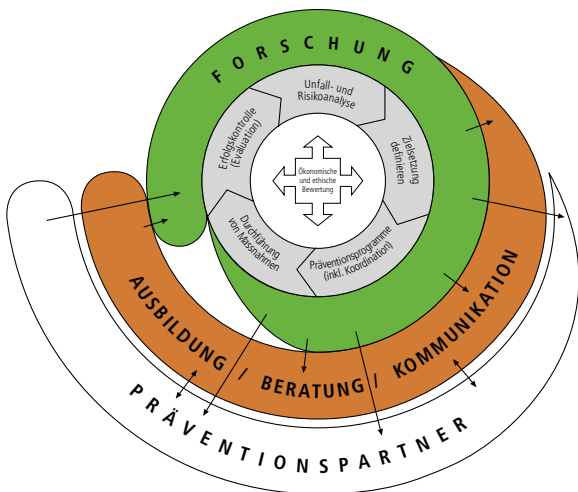 FORSCHUNG
Unfall- und
Risikoanalyse
Zielsetzung
definieren
Präventionsprogramme
(inkl. Koordination)
Durchführung
von Massnahmen
Erfolgskontrolle
(Evaluation)
Ökonomische
und ethische
Bewertung
AUSBILDUNG / BERATUNG / KOMMUNIKATION
PRÄVENTIONSPARTNER